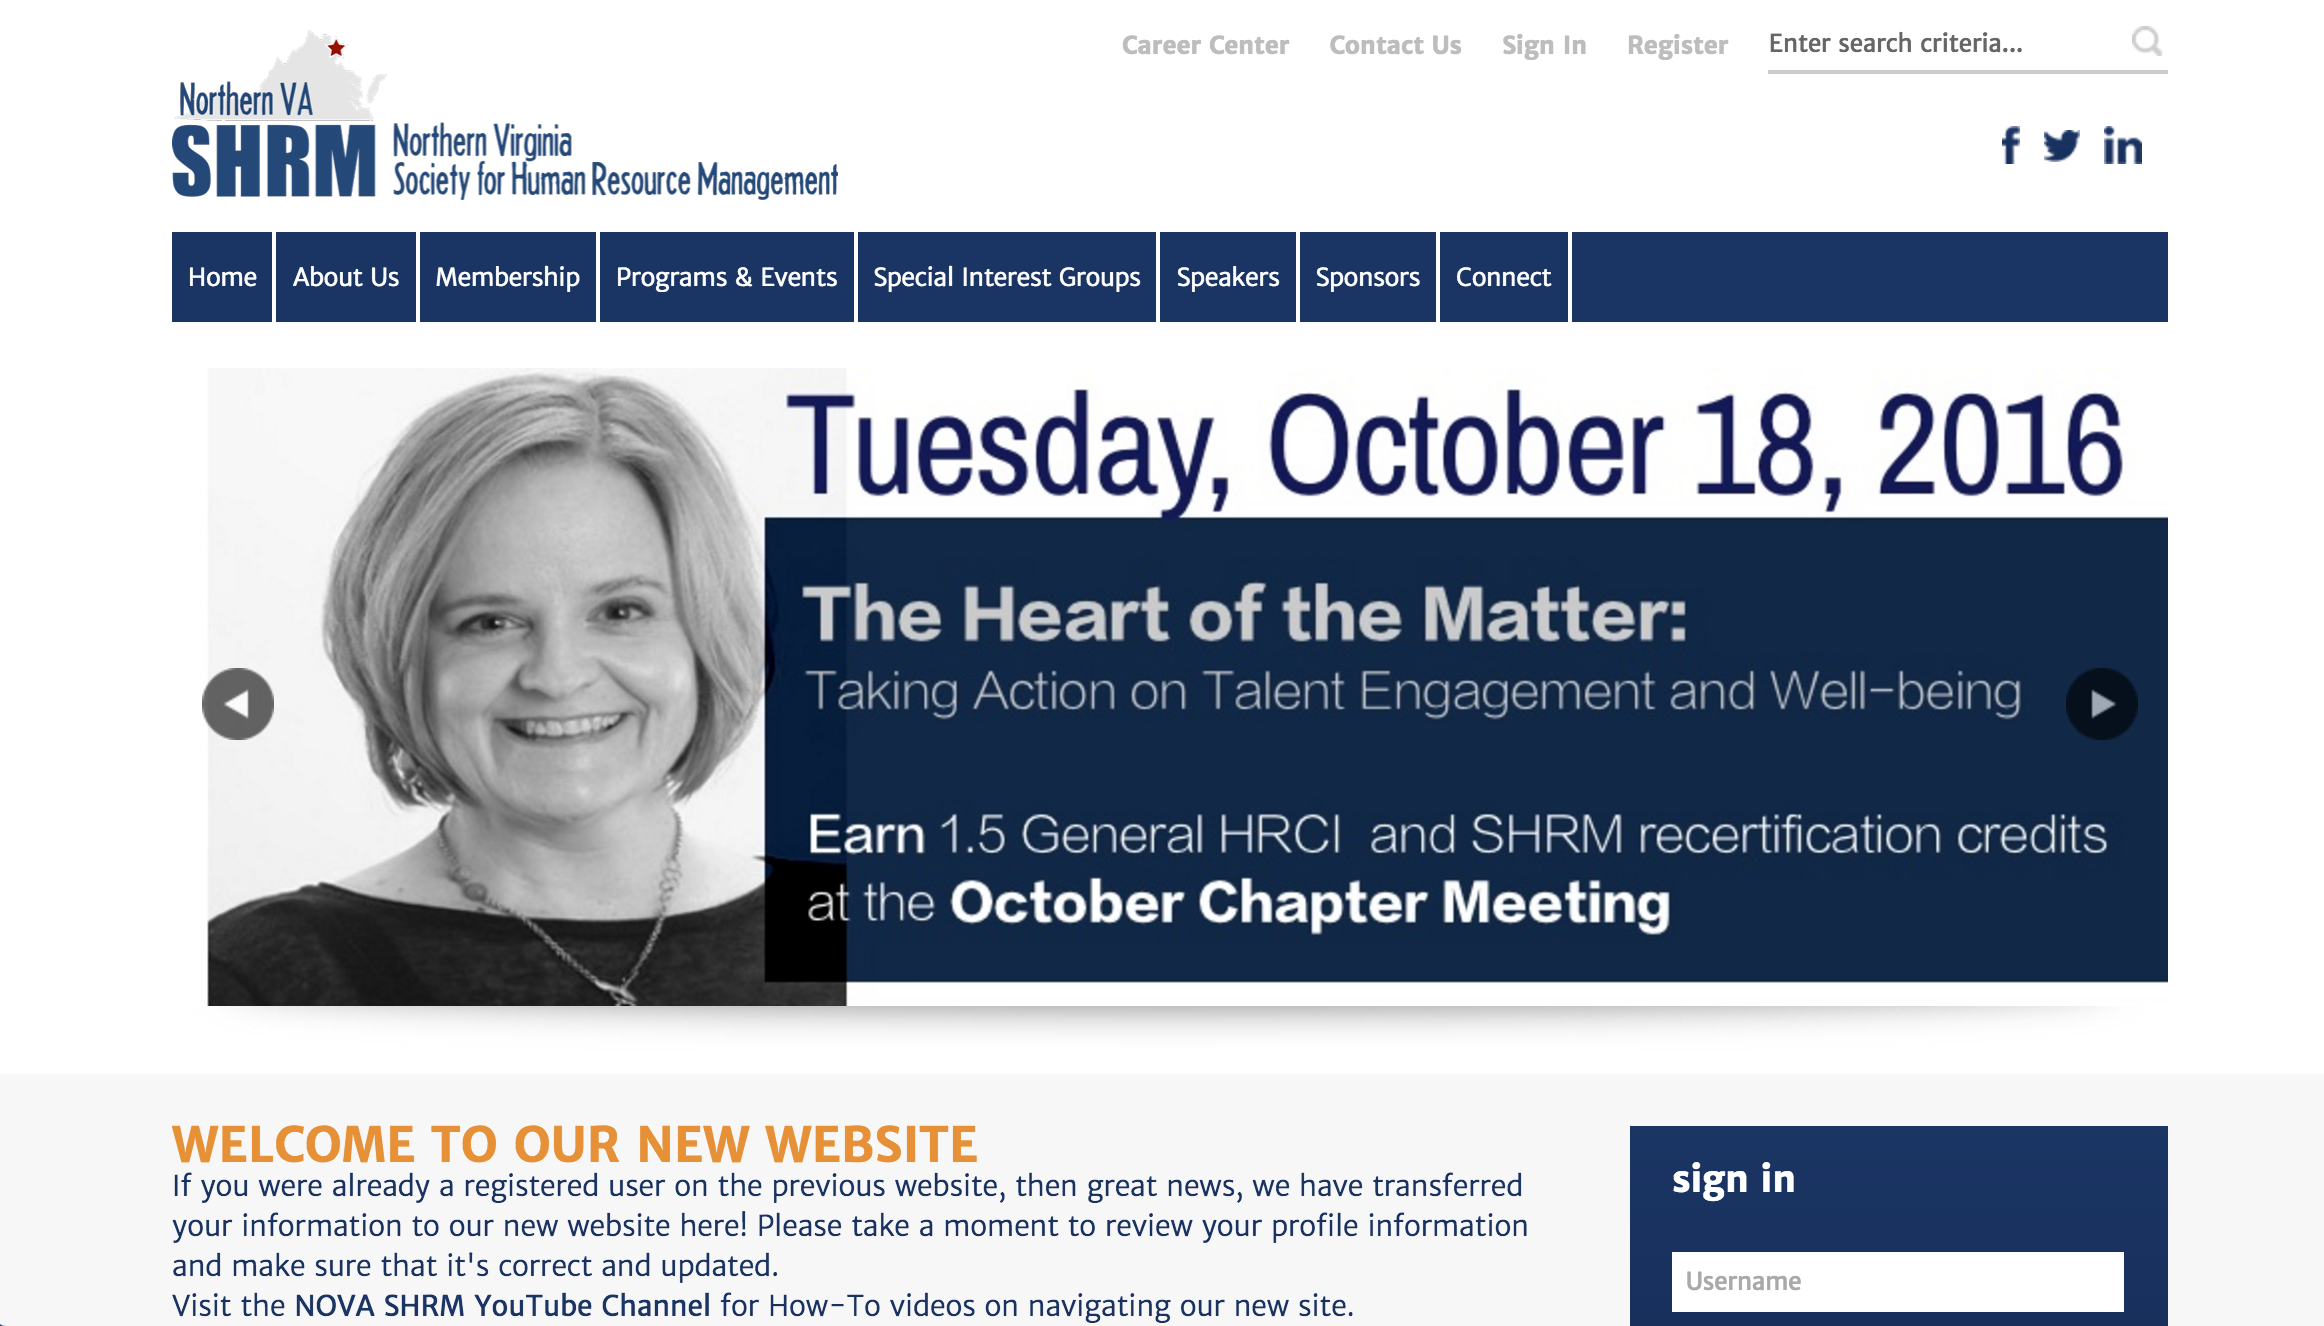 Career Center
Contact Us
Sign In
Register
Enter search criteria...
Northern VA
SHRM
Northern Virginia
Society for Human Resource Management
f
in
Home
About Us
Membership
Programs & Events
Special Interest Groups
Speakers
Sponsors
Connect
Tuesday, October 18, 2016
The Heart of the Matter:
Taking Action on Talent Engagement and Well-being
Earn 1.5 General HRCI and SHRM recertification credits
at the October Chapter Meeting
WELCOME TO OUR NEW WEBSITE
If you were already a registered user on the previous website, then great news, we have transferred
your information to our new website here! Please take a moment to review your profile information
and make sure that it's correct and updated.
Visit the NOVA SHRM YouTube Channel for How-To videos on navigating our new site.
sign in
Username